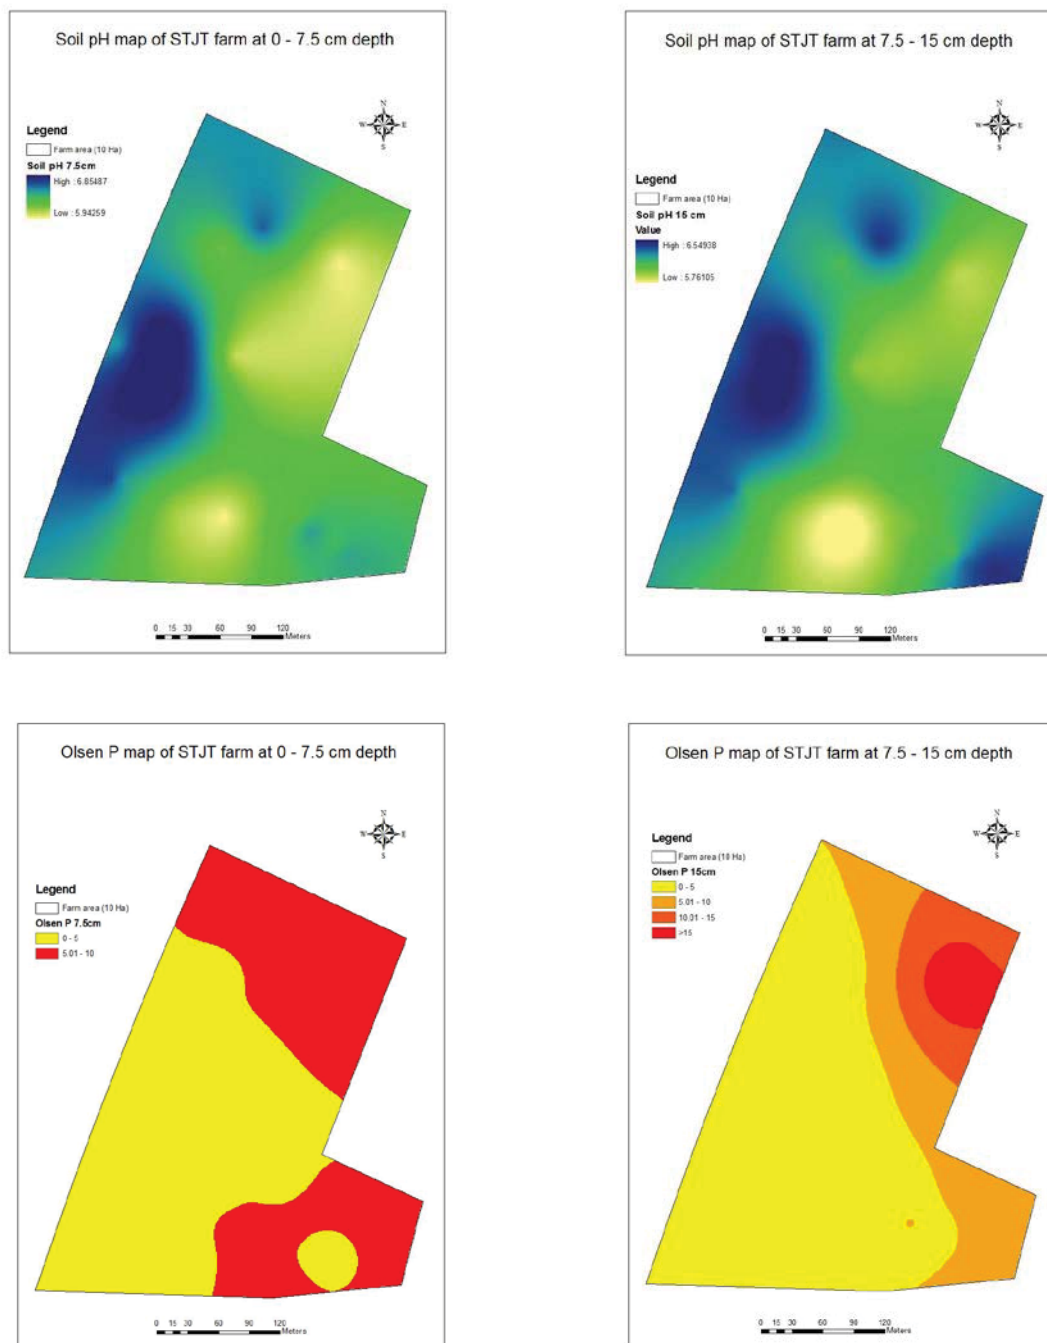 Soil pH map of STJT farm at 0 - 7.5 cm depth
N
W E
S
Legend
Farm area (10 Ha)
Soil pH 7.5cm
High : 6.85487
Low : 5.94259
0 15 30 60 90 120
Meters
Soil pH map of STJT farm at 7.5 - 15 cm depth
N
W E
S
Legend
Farm area (10 Ha)
Soil pH 15 cm
Value
High : 6.54938
Low : 5.76105
0 15 30 60 90 120
Meters
Olsen P map of STJT farm at 0 - 7.5 cm depth
N
W E
S
Legend
Farm area (10 Ha)
Olsen P 7.5cm
0 - 5
5.01 - 10
0 15 30 60 90 120
Meters
Olsen P map of STJT farm at 7.5 - 15 cm depth
N
W E
S
Legend
Farm area (10 Ha)
Olsen P 15cm
0 - 5
5.01 - 10
10.01 - 15
>15
0 15 30 60 90 120
Meters